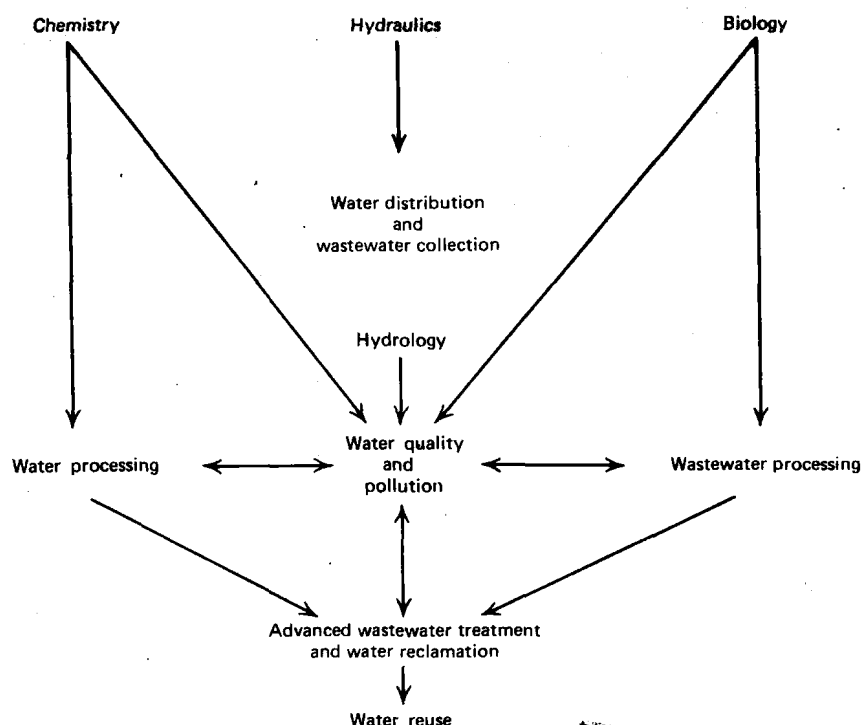 Chemistry
Hydraulics
Biology
Water distribution
and
wastewater collection
Hydrology
Water processing
Water quality
and
pollution
Wastewater processing
Advanced wastewater treatment
and water reclamation
Water reuse